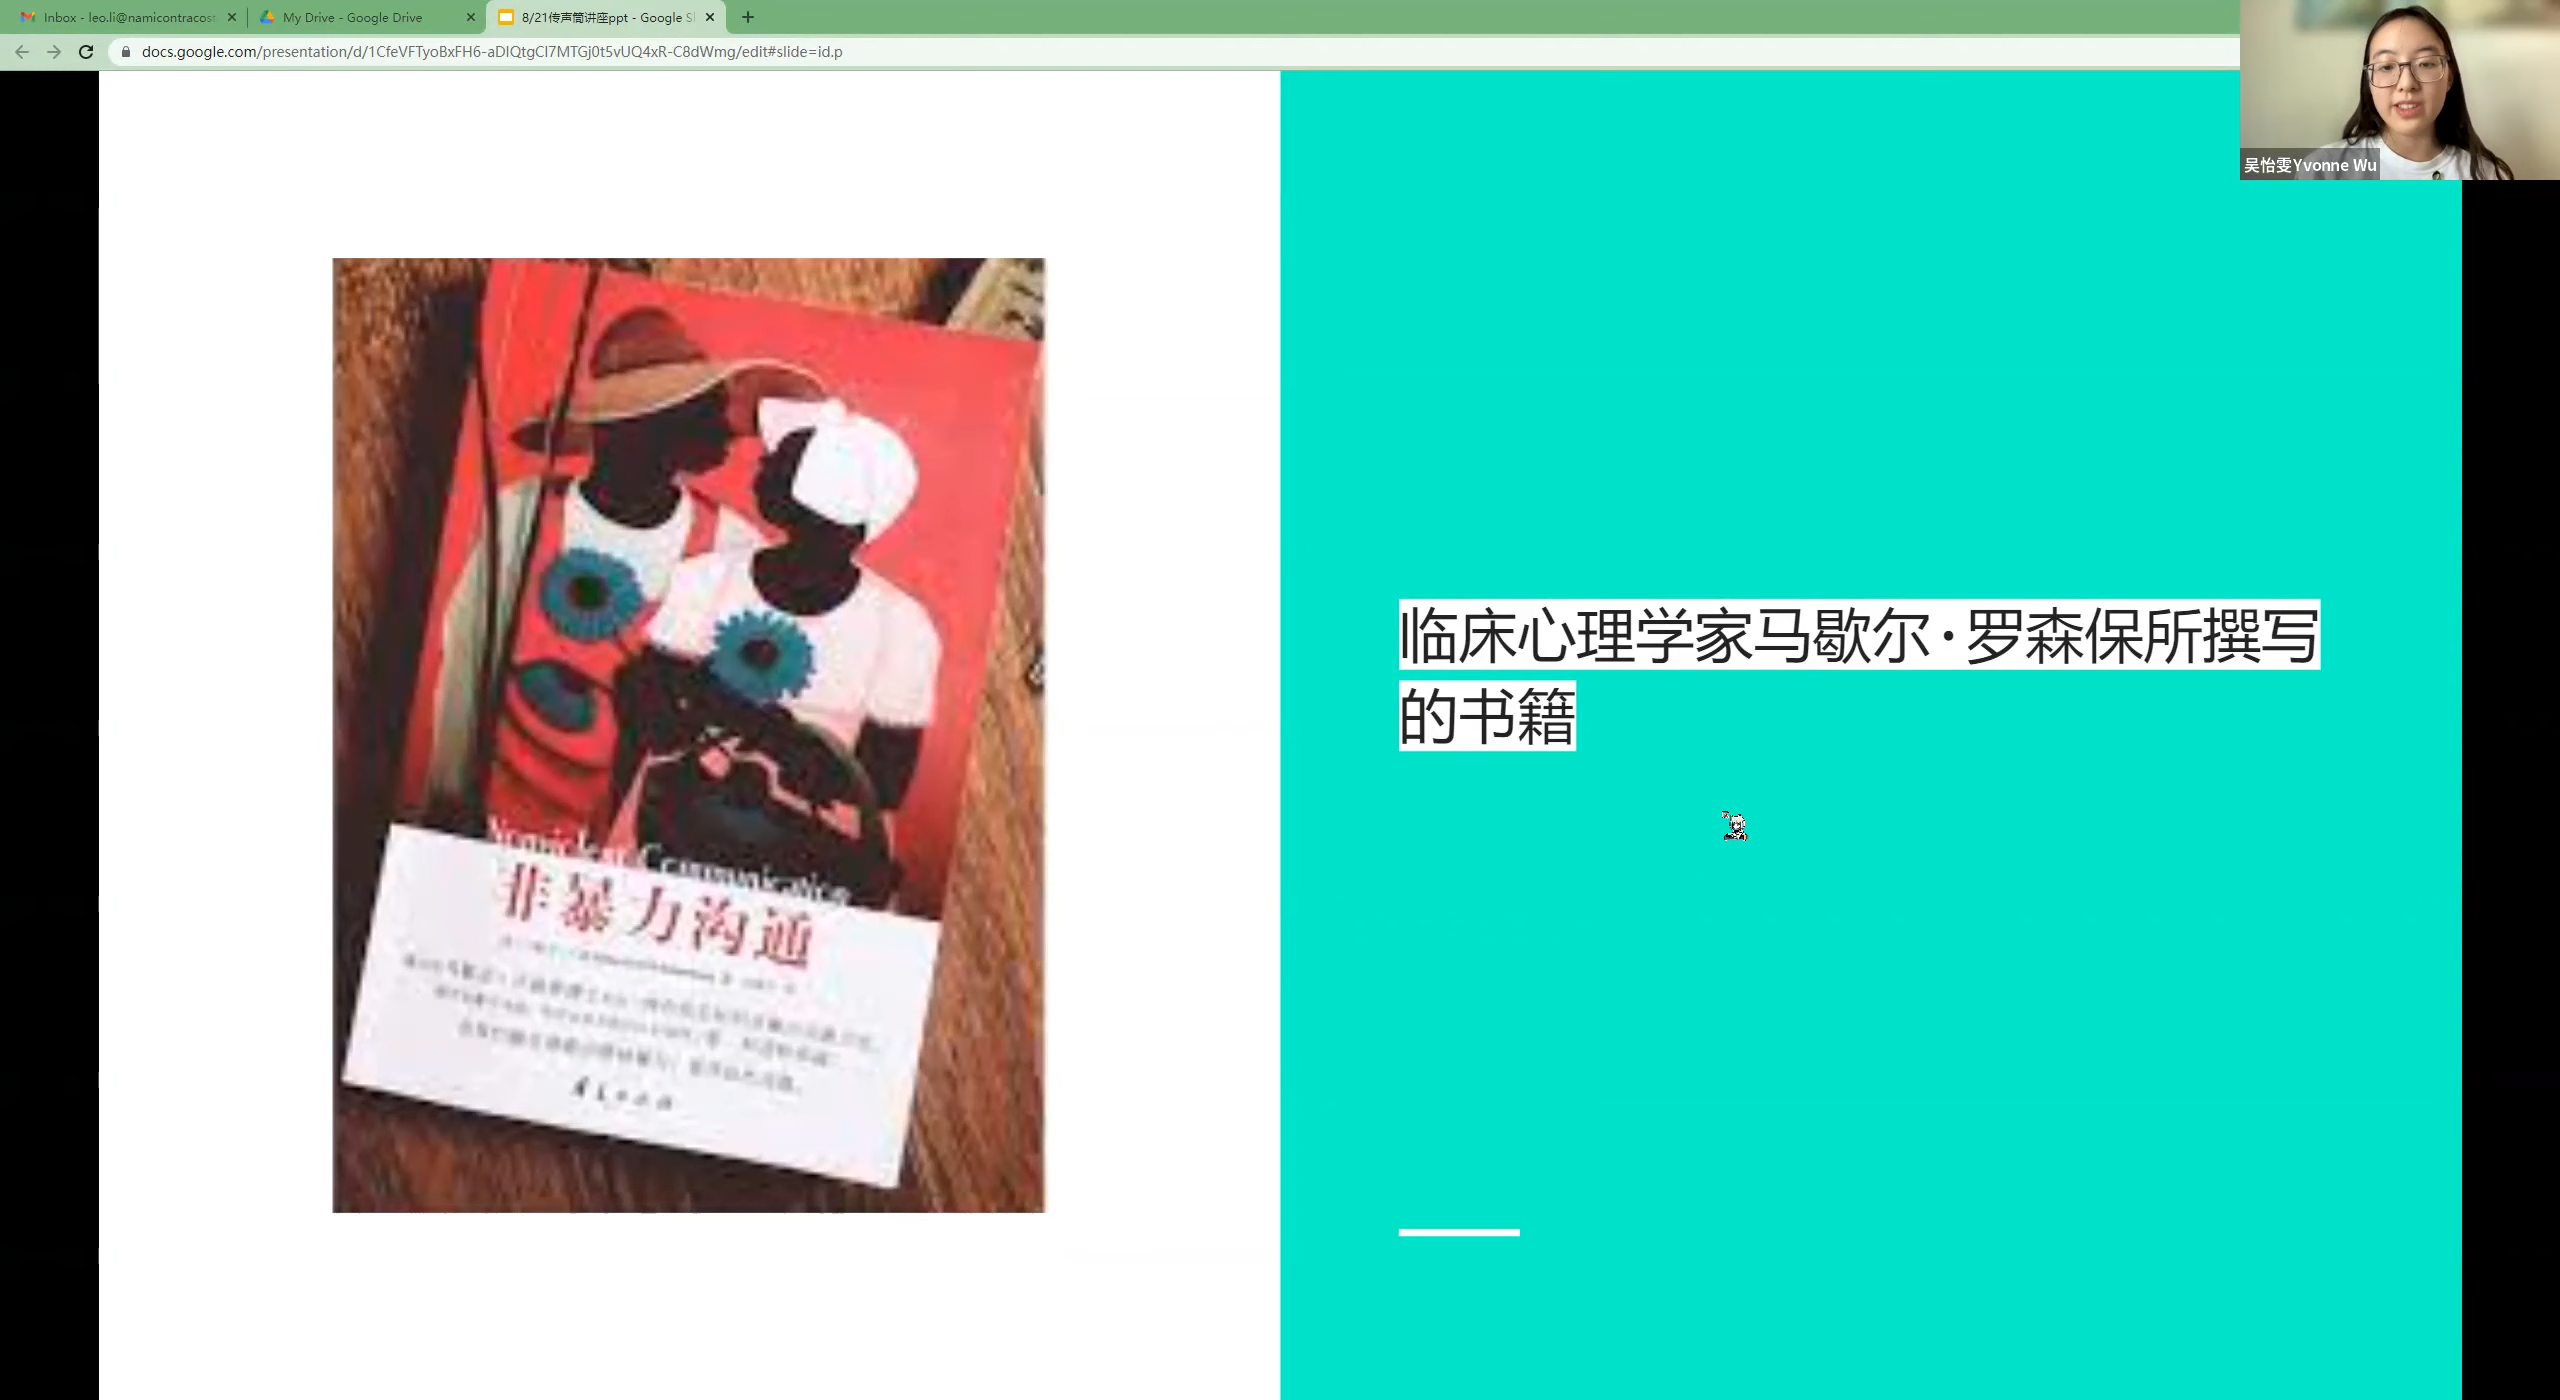 Inbox - leo.li@namicontracos
My Drive - Google Drive
8/21传声筒讲座ppt - Google Sl
docs.google.com/presentation/d/1CfeVFTyoBxFH6-aDIQtgCl7MTGj0t5vUQ4xR-C8dWmg/edit#slide=id.p
吴怡雯Yvonne Wu
临床心理学家马歇尔·罗森保所撰写
的书籍
非暴力沟通